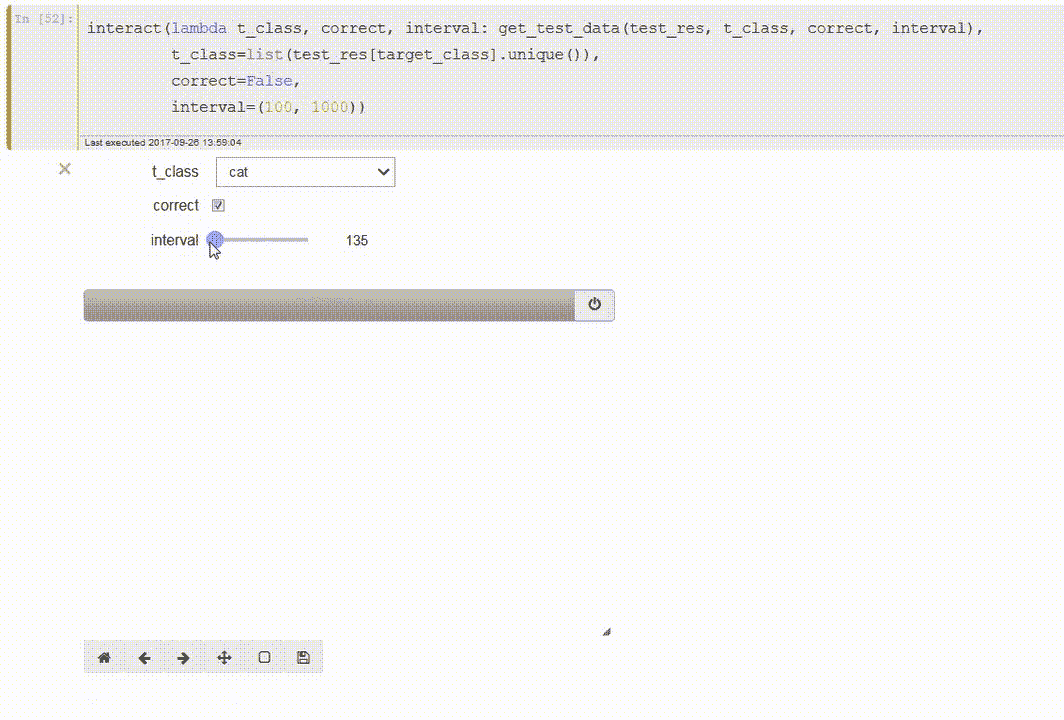 In [52]:
interact(lambda t_class, correct, interval: get_test_data(test_res, t_class, correct, interval),
t_class=list(test_res[target_class].unique()),
correct=False,
interval=(100, 1000))
Last executed 2017-09-26 13:59:04
t_class cat
correct
interval 135